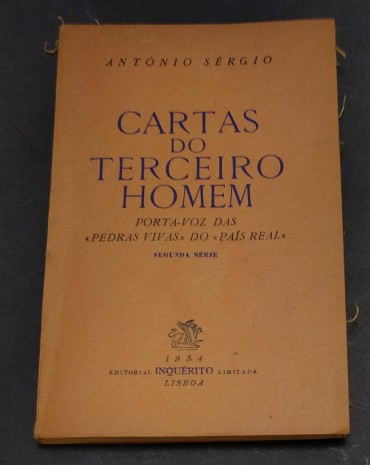 ANTÓNIO SÉRGIO
CARTAS
DO
TERCEIRO
HOMEM
PORTA-VOZ DAS
«PEDRAS VIVAS» DO «PAÍS REAL»
SEGUNDA SÉRIE
1954
EDITORIAL INQUÉRITO LIMITADA
LISBOA